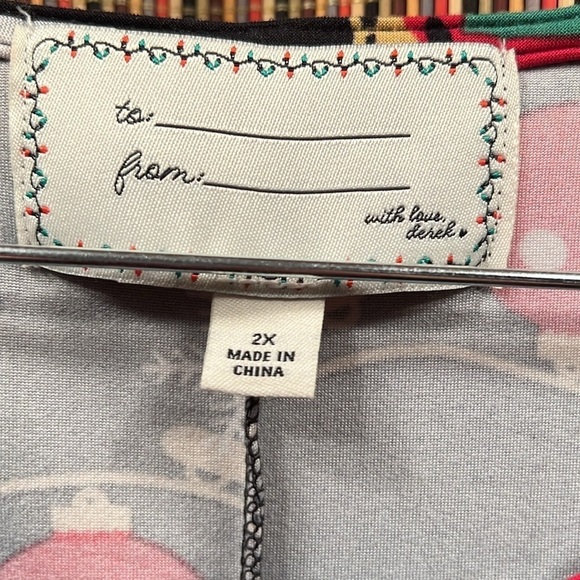 to:
from:
with love,
derek
2X
MADE IN
CHINA